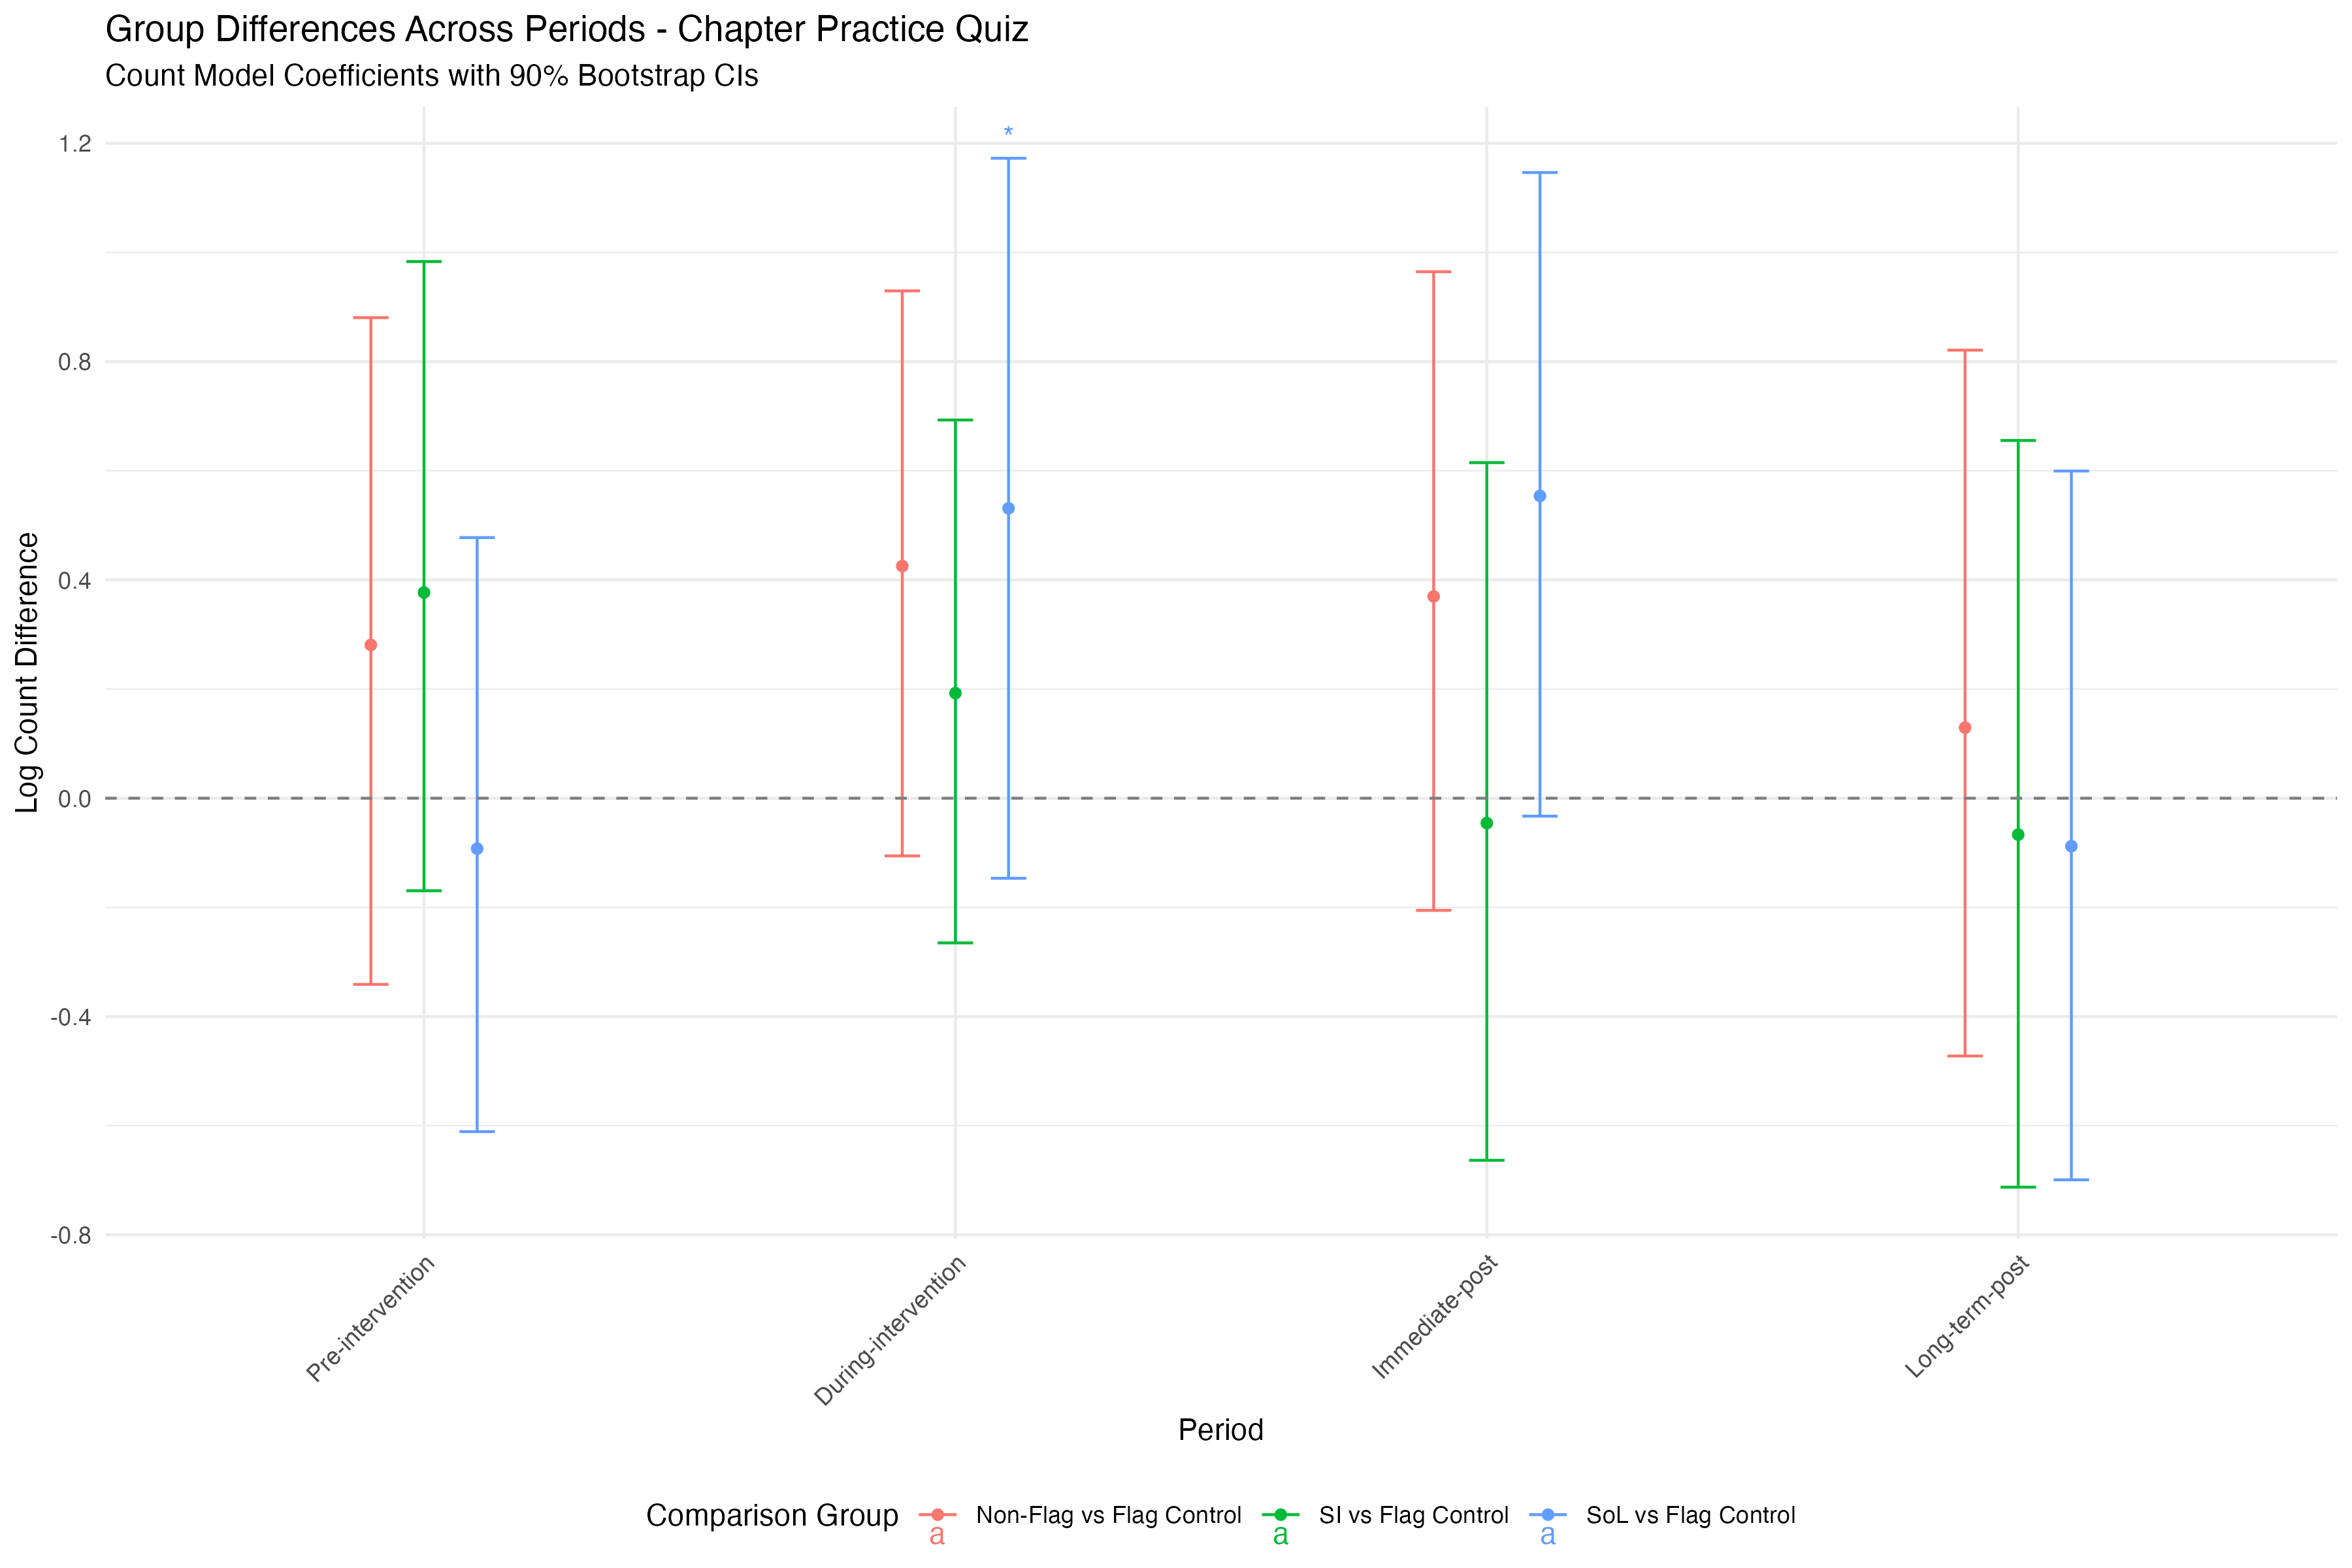 Group Differences Across Periods - Chapter Practice Quiz
Count Model Coefficients with 90% Bootstrap CIs
*
1.2
0.8
0.4
0.0
-0.4
-0.8
Log Count Difference
Pre-intervention
During-intervention
Immediate-post
Long-term-post
Period
Comparison Group
a Non-Flag vs Flag Control
a SI vs Flag Control
a SoL vs Flag Control